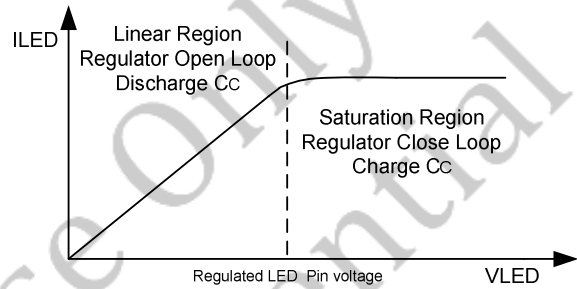 ILED
Linear Region
Regulator Open Loop
Discharge CC
Saturation Region
Regulator Close Loop
Charge CC
Regulated LED Pin voltage
VLED